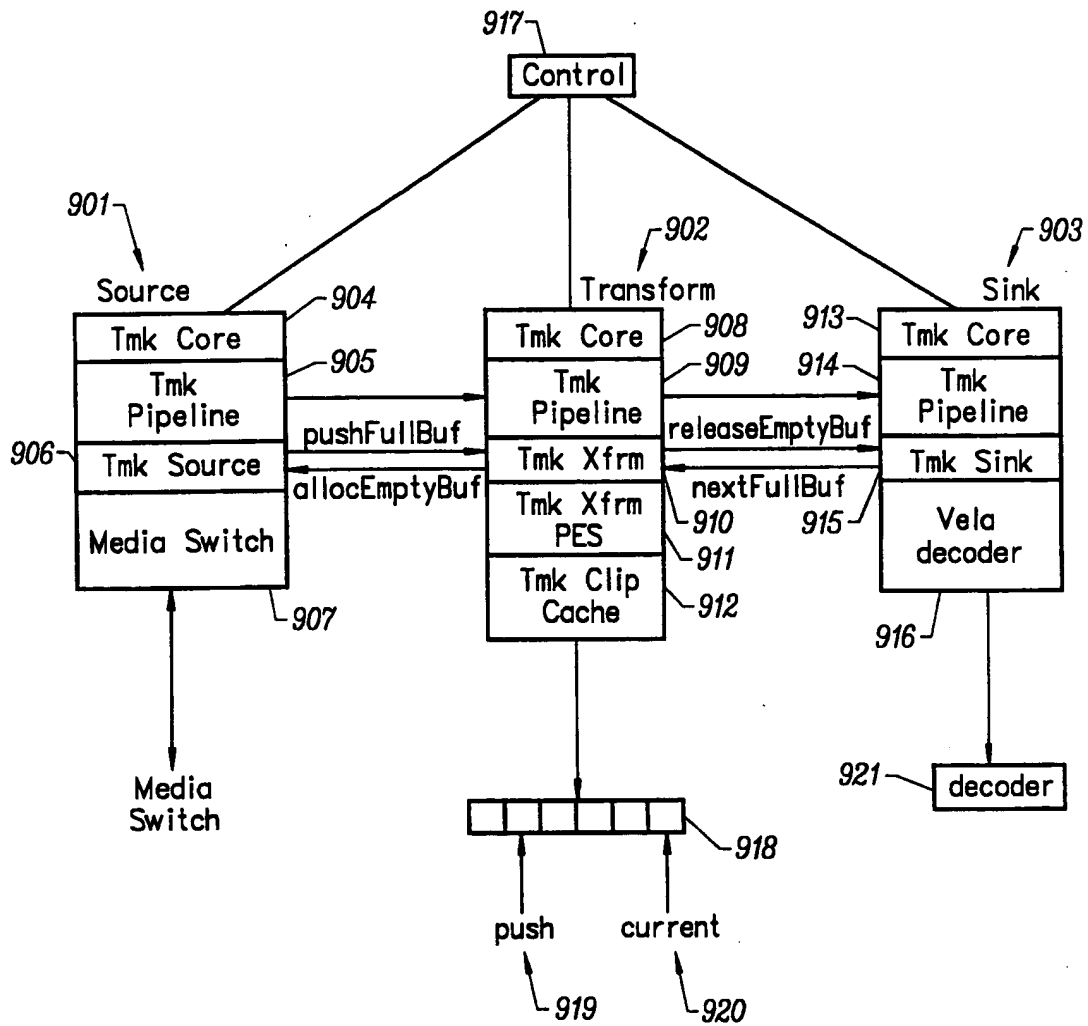 917
Control
901
902
903
Source
904
Transform
Sink
Tmk Core
905
Tmk
Pipeline
pushFullBuf
906
Tmk Source
allocEmptyBuf
Media Switch
907
Media
Switch
Tmk Core
908
Tmk
Pipeline
909
Tmk Xfrm
910
Tmk Xfrm
PES
911
Tmk Clip
Cache
912
releaseEmptyBuf
nextFullBuf
913
Tmk Core
914
Tmk
Pipeline
Tmk Sink
915
Vela
decoder
916
921
decoder
918
push
current
919
920